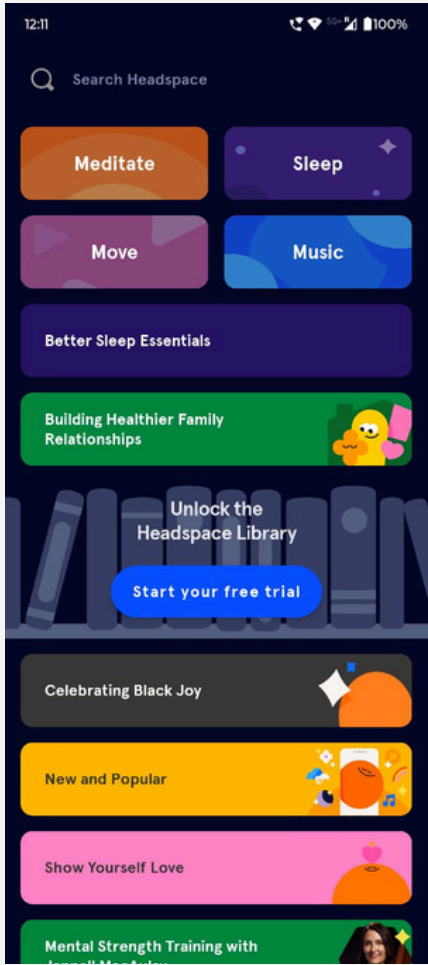 12:11
5G+ R 100%
Search Headspace
Meditate
Sleep
Move
Music
Better Sleep Essentials
Building Healthier Family
Relationships
Unlock the
Headspace Library
Start your free trial
Celebrating Black Joy
New and Popular
Show Yourself Love
Mental Strength Training with